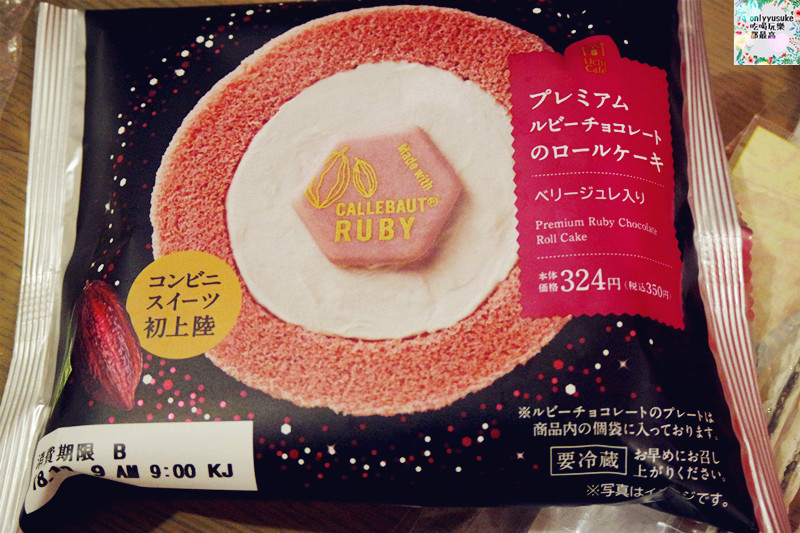 onlyyusuke
吃喝玩樂
都最高
Uchi
Café
プレミアム
ルビーチョコレート
のロールケーキ
ベリージュレ入り
Premium Ruby Chocolate
Roll Cake
本体
価格 324円 (税込350円)
Made with
CALLEBAUT®
RUBY
コンビニ
スイーツ
初上陸
※ルビーチョコレートのプレートは
商品内の個袋に入っております。
要冷蔵
お早めにお召し
上がりください。
※写真はイメージです。
消費期限 B
9 AM 9:00 KJ